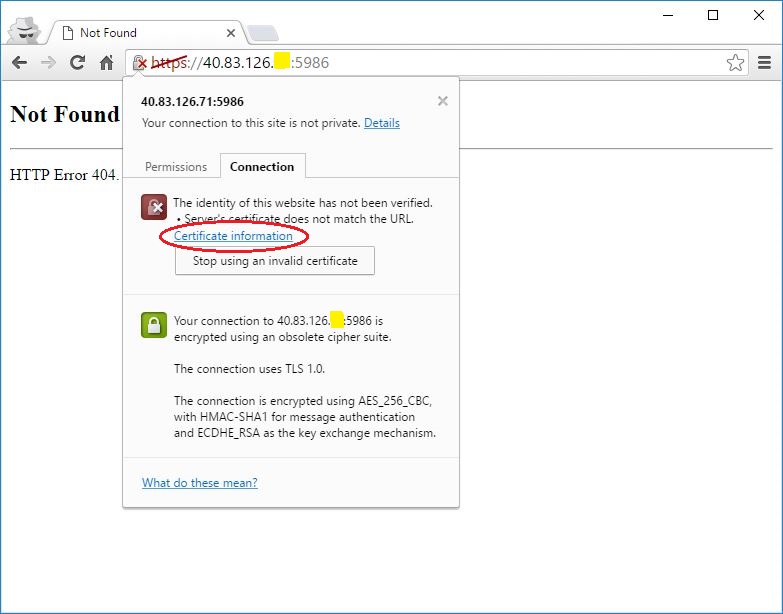 Not Found
https://40.83.126. :5986
Not Found
HTTP Error 404.
40.83.126.71:5986
Your connection to this site is not private. Details
Permissions Connection
The identity of this website has not been verified.
• Server's certificate does not match the URL.
Certificate information
Stop using an invalid certificate
Your connection to 40.83.126. :5986 is
encrypted using an obsolete cipher suite.
The connection uses TLS 1.0.
The connection is encrypted using AES_256_CBC,
with HMAC-SHA1 for message authentication
and ECDHE_RSA as the key exchange mechanism.
What do these mean?